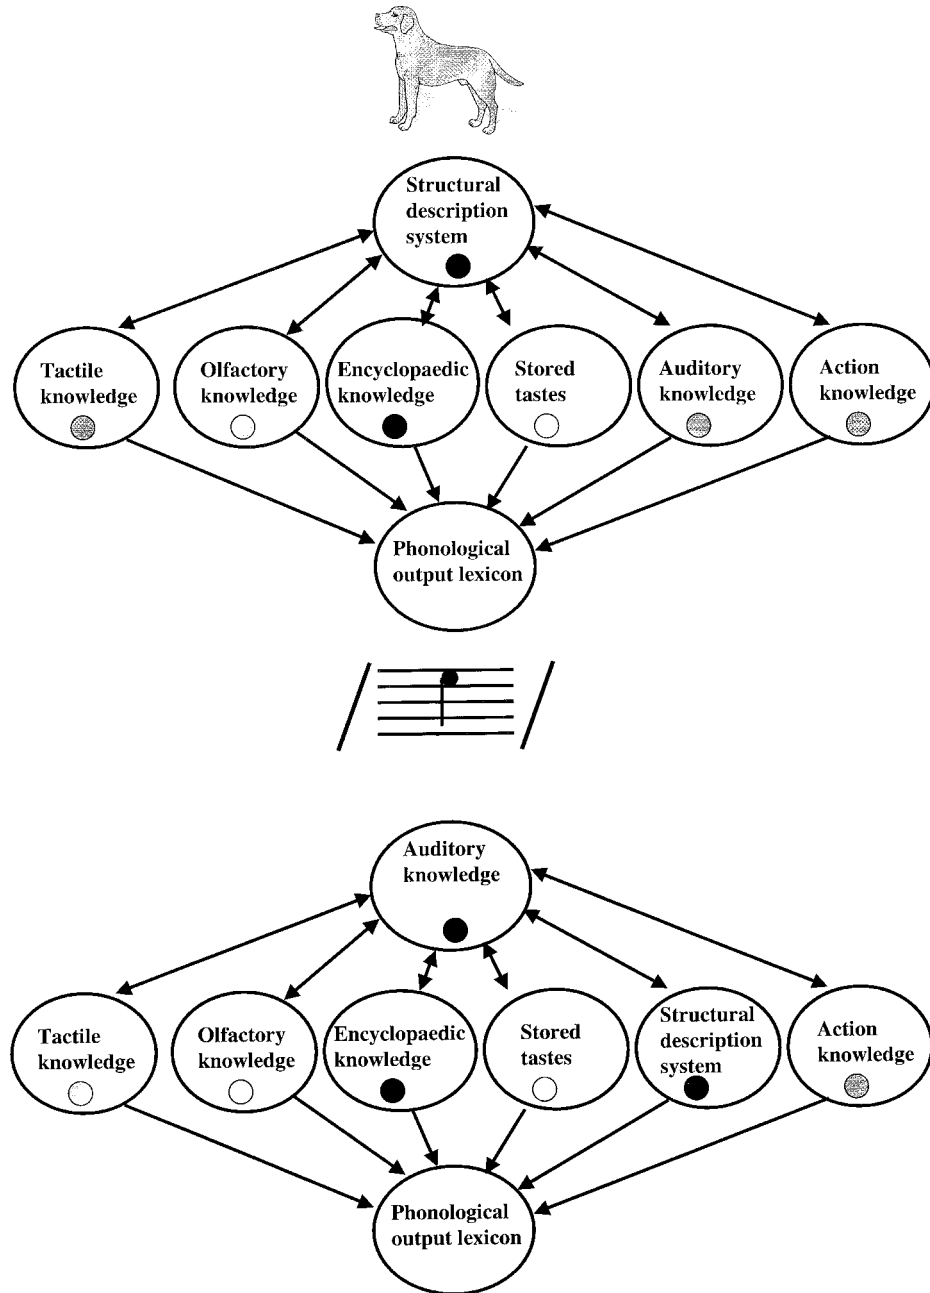 Structural
description
system
Tactile
knowledge
Olfactory
knowledge
Encyclopaedic
knowledge
Stored
tastes
Auditory
knowledge
Action
knowledge
Phonological
output lexicon
Auditory
knowledge
Tactile
knowledge
Olfactory
knowledge
Encyclopaedic
knowledge
Stored
tastes
Structural
description
system
Action
knowledge
Phonological
output lexicon